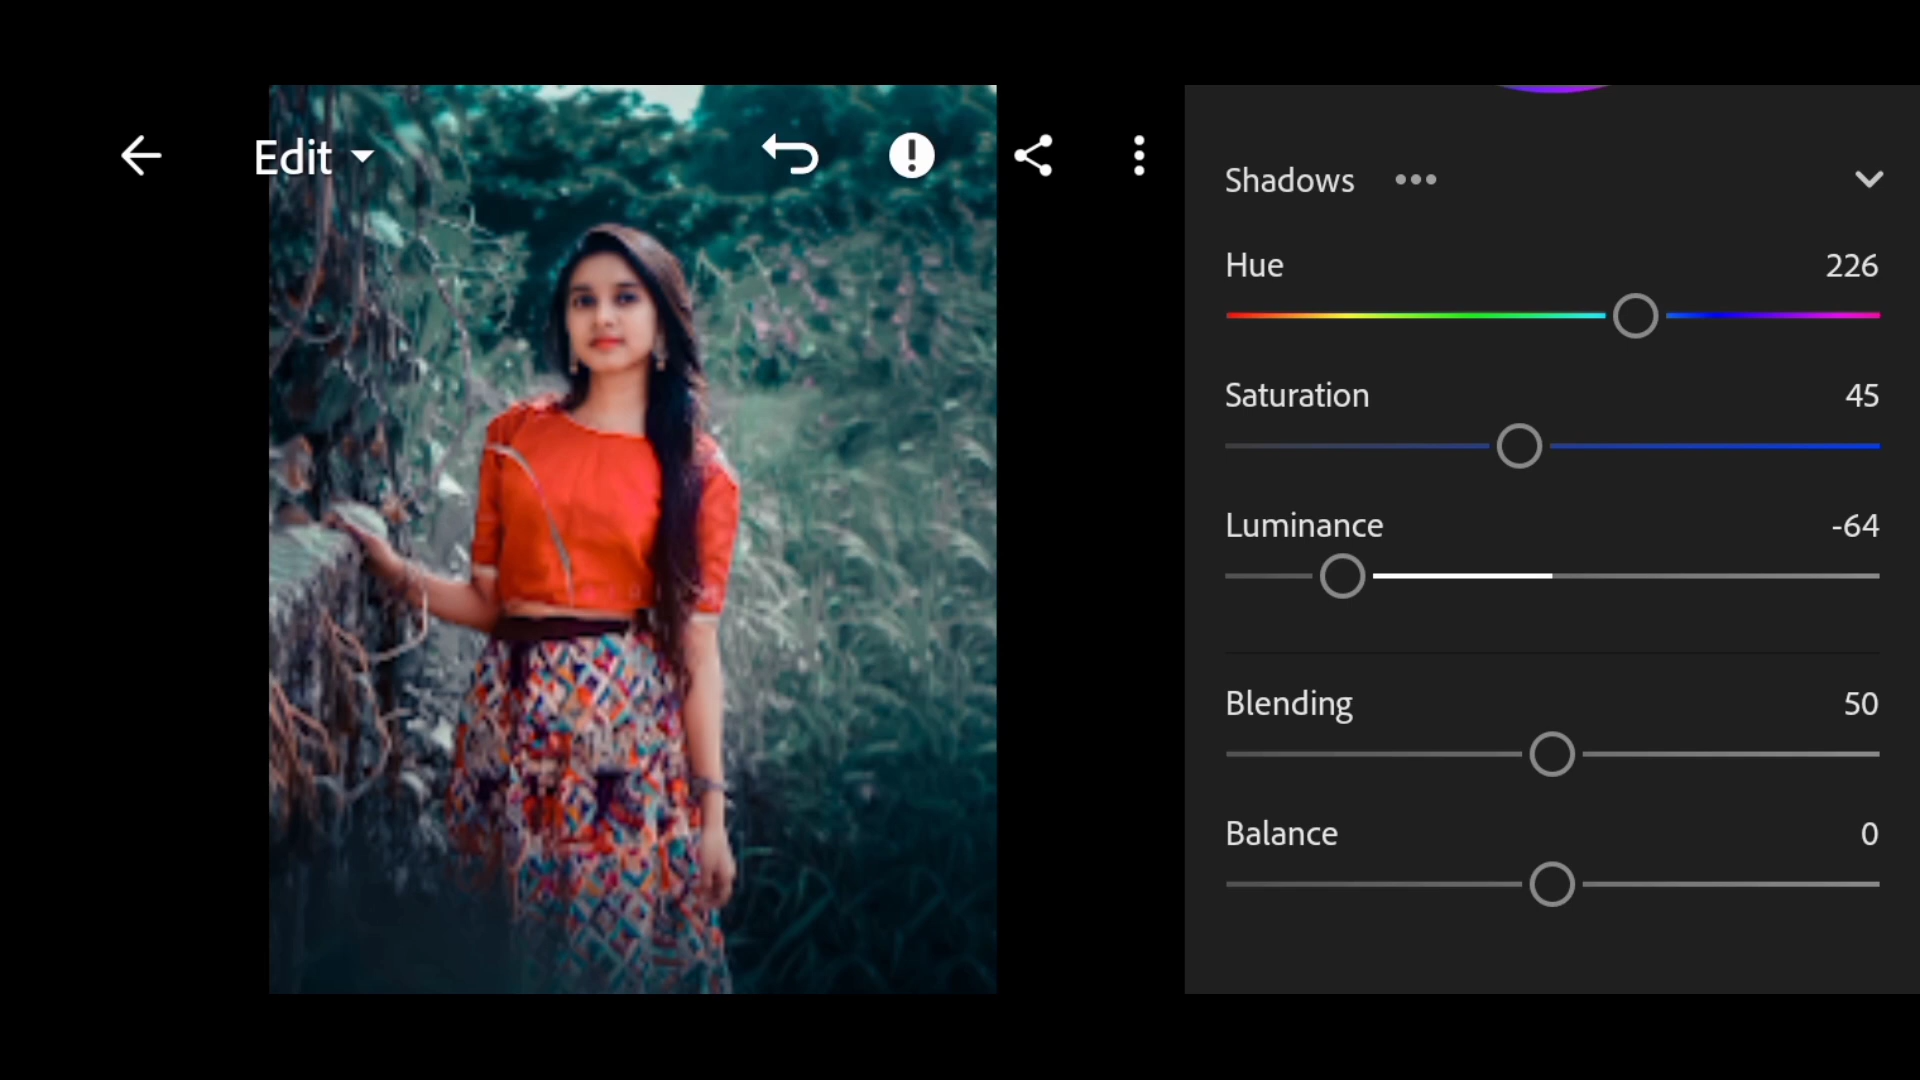 Edit
Shadows
Hue 226
Saturation 45
Luminance -64
Blending 50
Balance 0